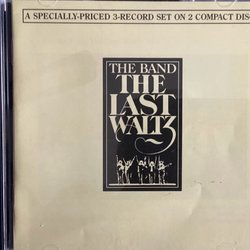 A SPECIALLY-PRICED 3-RECORD SET ON 2 COMPACT DISC
THE BAND
THE
LAST
WALTZ